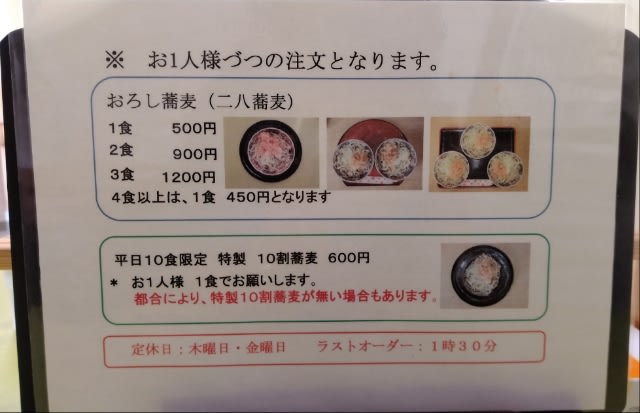 ※ お1人様づつの注文となります。
おろし蕎麦（二八蕎麦）
1食 500円
2食 900円
3食 1200円
4食以上は、1食 450円となります
平日10食限定 特製 10割蕎麦 600円
* お1人様 1食でお願いします。
都合により、特製10割蕎麦が無い場合もあります。
定休日：木曜日・金曜日 ラストオーダー：1時30分